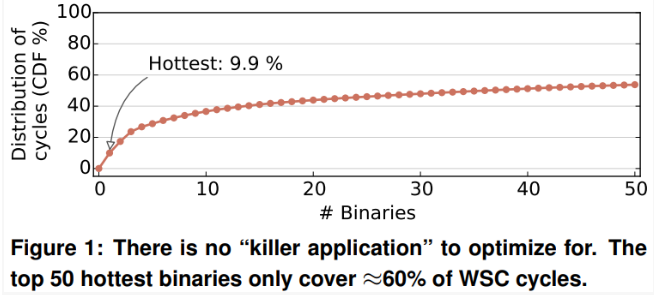 100
80
60
40
20
0
Distribution of
cycles (CDF %)
Hottest: 9.9 %
0 10 20 30 40 50
# Binaries
Figure 1: There is no “killer application” to optimize for. The
top 50 hottest binaries only cover ≈60% of WSC cycles.